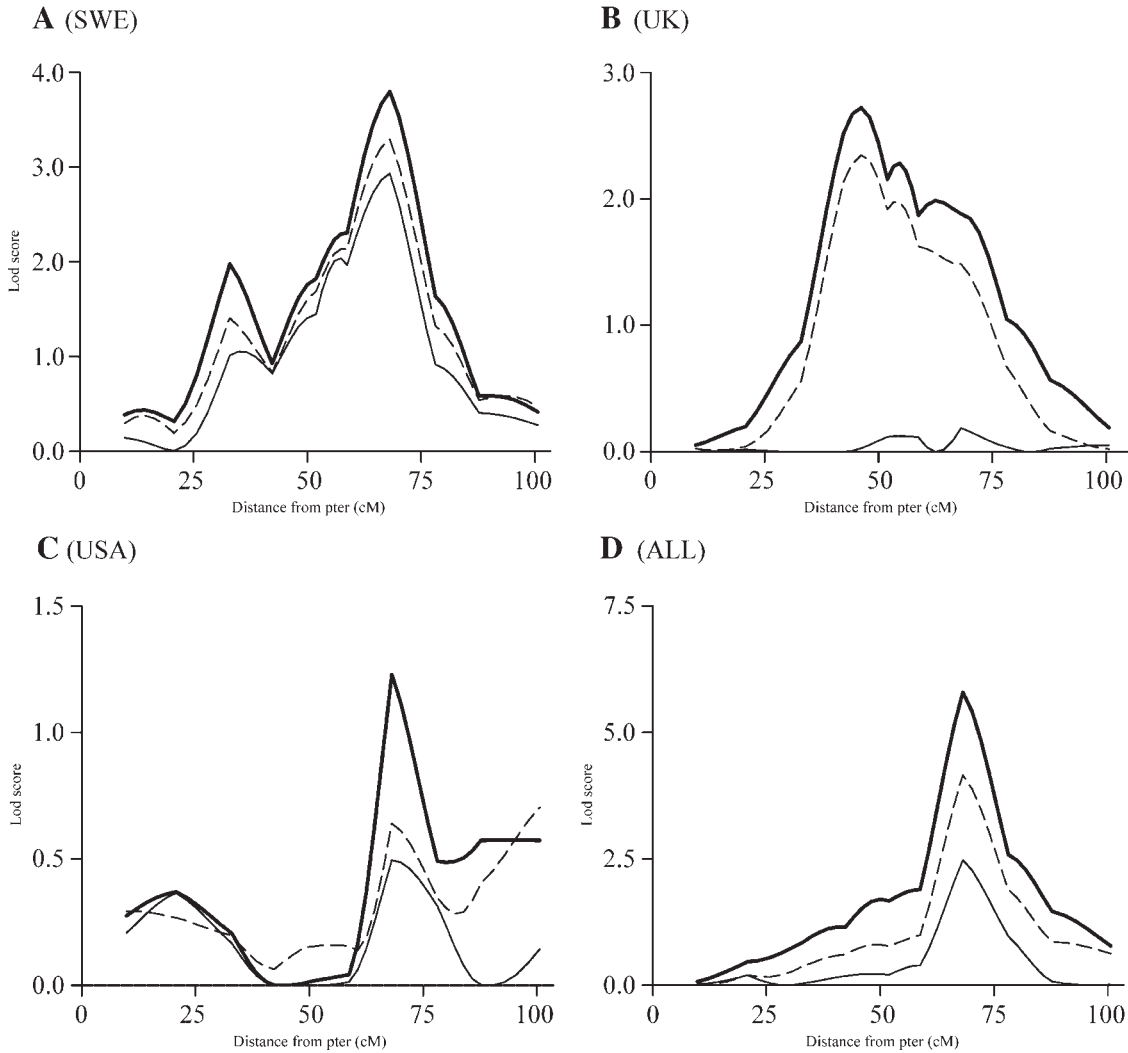 A (SWE)
4.0
3.0
2.0
1.0
0.0
Lod score
0 25 50 75 100
Distance from pter (cM)
B (UK)
3.0
2.0
1.0
0.0
0 25 50 75 100
Distance from pter (cM)
C (USA)
1.5
1.0
0.5
0.0
Lod score
0 25 50 75 100
Distance from pter (cM)
D (ALL)
7.5
5.0
2.5
0.0
Lod score
0 25 50 75 100
Distance from pter (cM)